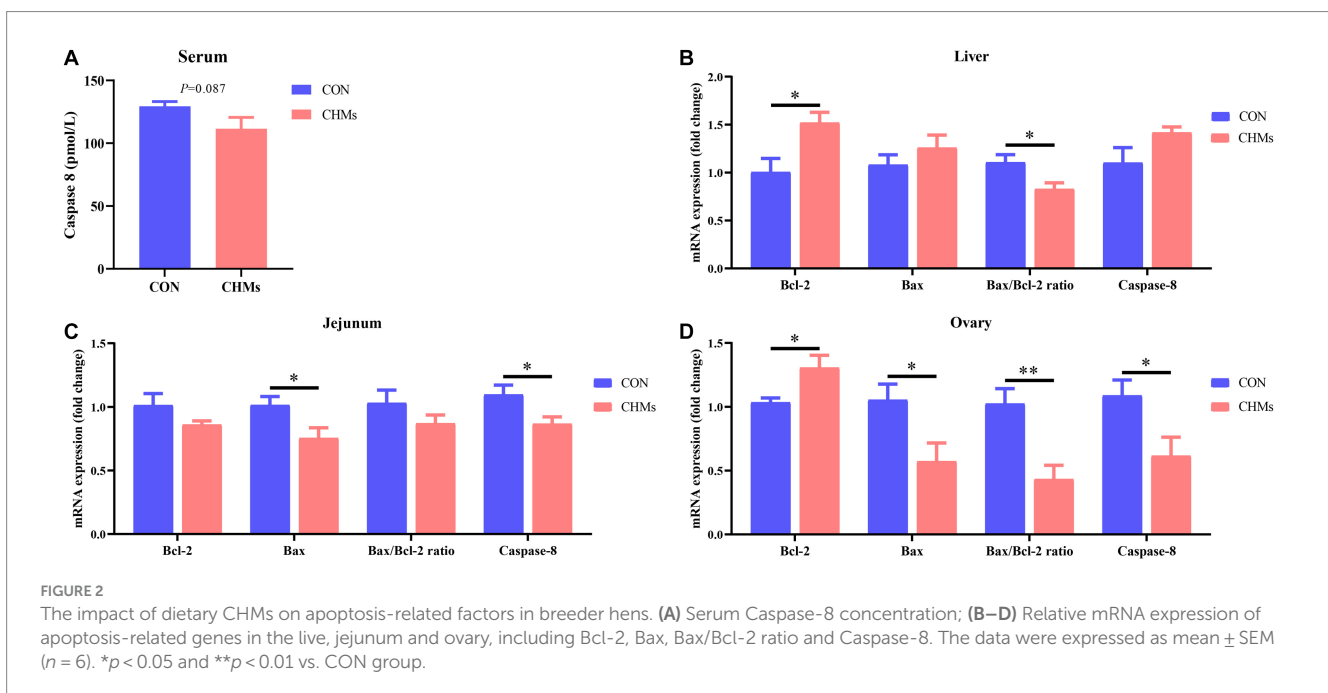 A
Serum
Caspase 8 (pmol/L)
150
100
50
0
P=0.087
CON
CHMs
CON
CHMs
B
Liver
mRNA expression (fold change)
2.0
1.5
1.0
0.5
0.0
*
*
CON
CHMs
Bcl-2
Bax
Bax/Bcl-2 ratio
Caspase-8
C
Jejunum
mRNA expression (fold change)
1.5
1.0
0.5
0.0
*
*
CON
CHMs
Bcl-2
Bax
Bax/Bcl-2 ratio
Caspase-8
D
Ovary
mRNA expression (fold change)
1.5
1.0
0.5
0.0
*
*
**
*
CON
CHMs
Bcl-2
Bax
Bax/Bcl-2 ratio
Caspase-8
FIGURE 2
The impact of dietary CHMs on apoptosis-related factors in breeder hens. (A) Serum Caspase-8 concentration; (B–D) Relative mRNA expression of
apoptosis-related genes in the live, jejunum and ovary, including Bcl-2, Bax, Bax/Bcl-2 ratio and Caspase-8. The data were expressed as mean ± SEM
(n = 6). *p < 0.05 and **p < 0.01 vs. CON group.